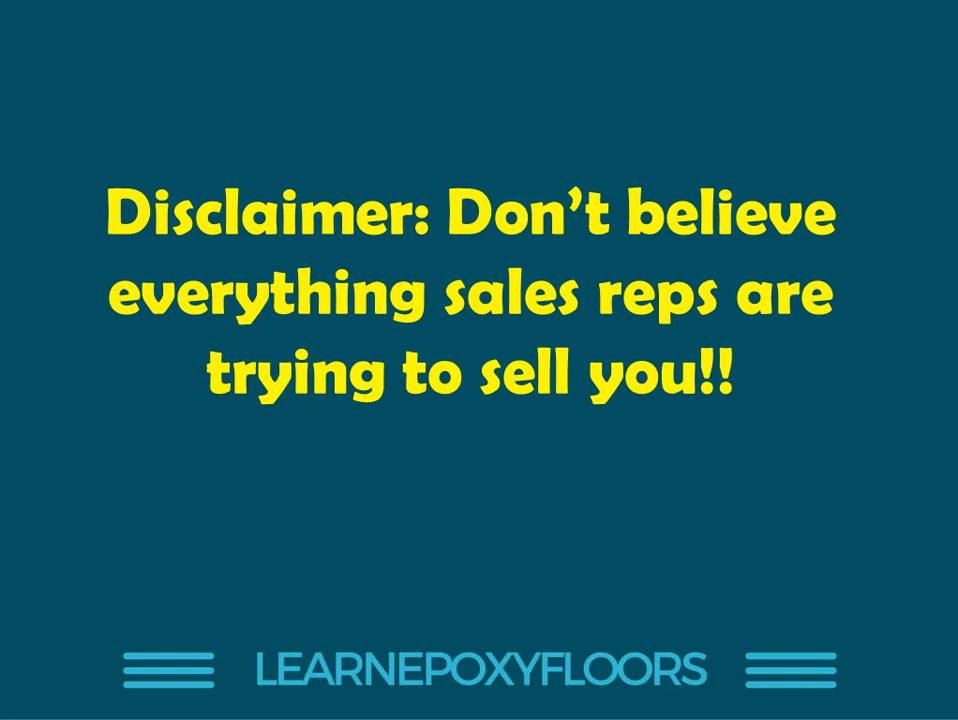 Disclaimer: Don’t believe
everything sales reps are
trying to sell you!!
LEARNEPOXYFLOORS